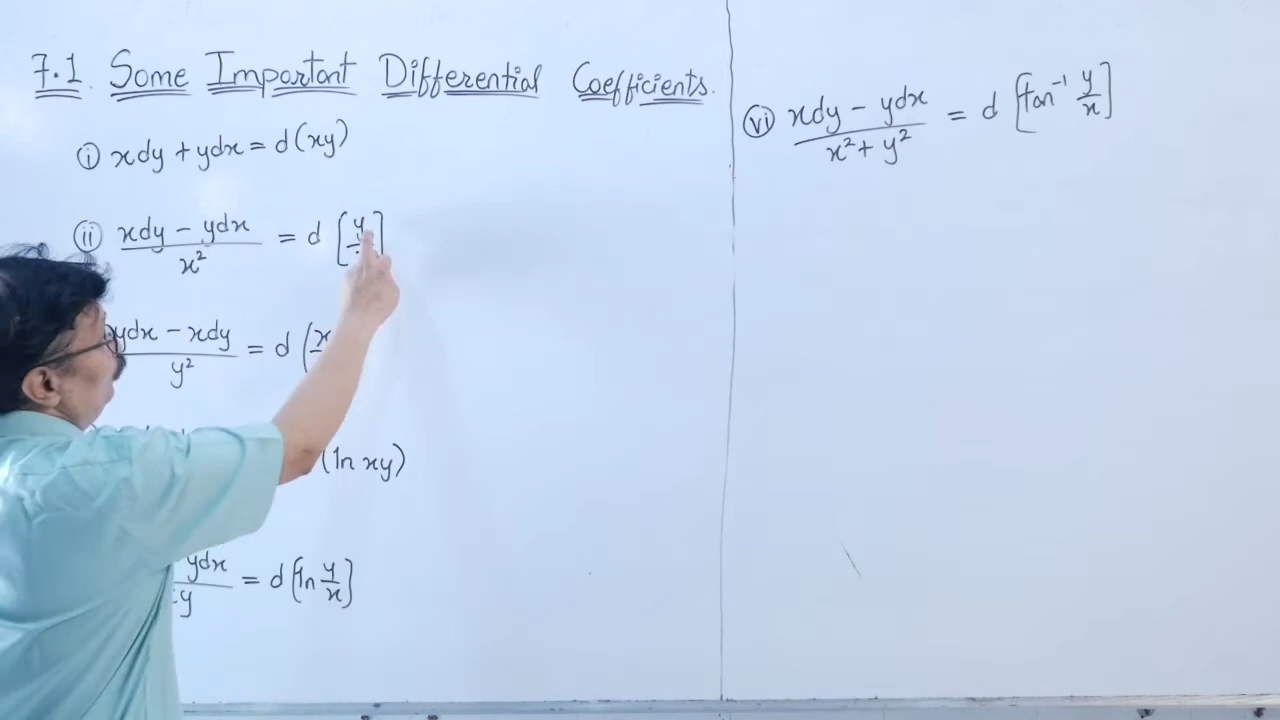 7.1. Some Important Differential Coefficients.
(i) xdy + ydx = d(xy)
(ii) (xdy - ydx)/x² = d [y/
ydx - xdy/y² = d (x/
(ln xy)
ydx/y = d[ln y/x]
(vi) (xdy - ydx)/(x² + y²) = d [tan⁻¹ y/x]